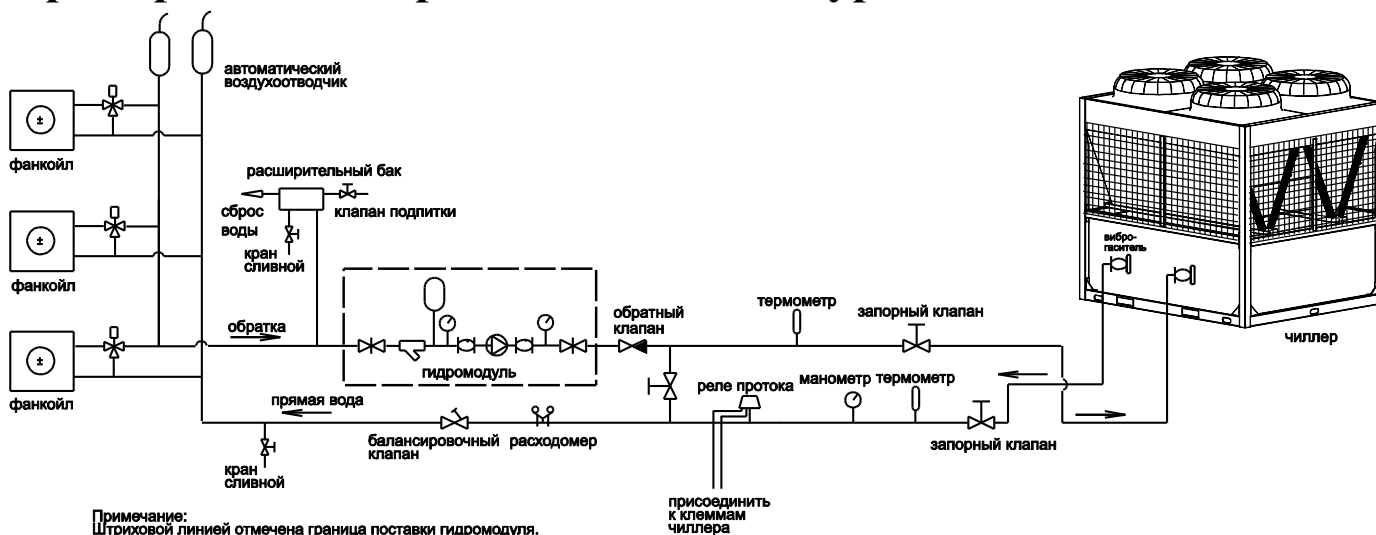 автоматический
воздухоотводчик
фанкойл
расширительный бак
сброс
воды
клапан подпитки
кран
сливной
фанкойл
вибро-
гаситель
обратка
обратный
клапан
термометр
запорный клапан
чиллер
гидромодуль
фанкойл
прямая вода
реле протока
манометр
термометр
балансировочный
клапан
расходомер
запорный клапан
кран
сливной
присоединить
к клеммам
чиллера
Примечание:
Штриховой линией отмечена граница поставки гидромодуля.